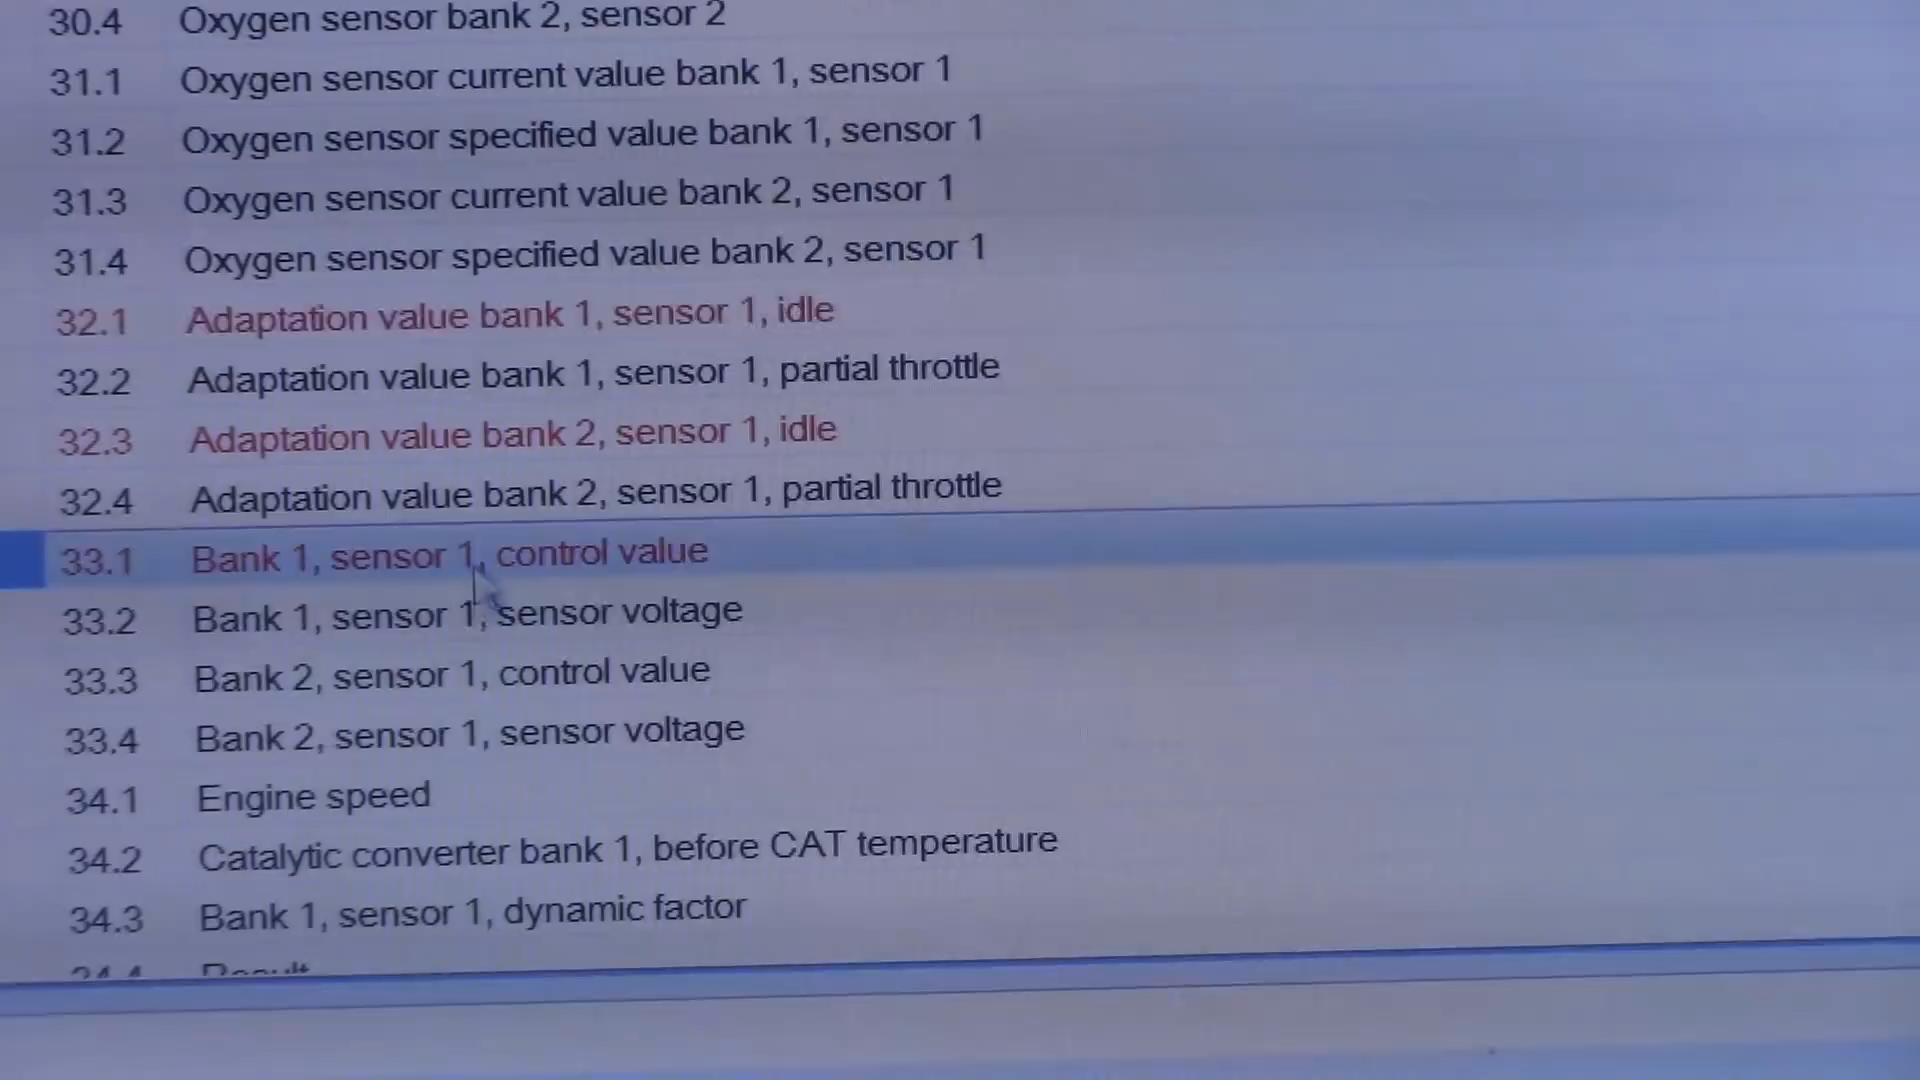 30.4 Oxygen sensor bank 2, sensor 2
31.1 Oxygen sensor current value bank 1, sensor 1
31.2 Oxygen sensor specified value bank 1, sensor 1
31.3 Oxygen sensor current value bank 2, sensor 1
31.4 Oxygen sensor specified value bank 2, sensor 1
32.1 Adaptation value bank 1, sensor 1, idle
32.2 Adaptation value bank 1, sensor 1, partial throttle
32.3 Adaptation value bank 2, sensor 1, idle
32.4 Adaptation value bank 2, sensor 1, partial throttle
33.1 Bank 1, sensor 1, control value
33.2 Bank 1, sensor 1, sensor voltage
33.3 Bank 2, sensor 1, control value
33.4 Bank 2, sensor 1, sensor voltage
34.1 Engine speed
34.2 Catalytic converter bank 1, before CAT temperature
34.3 Bank 1, sensor 1, dynamic factor
34.4 Result